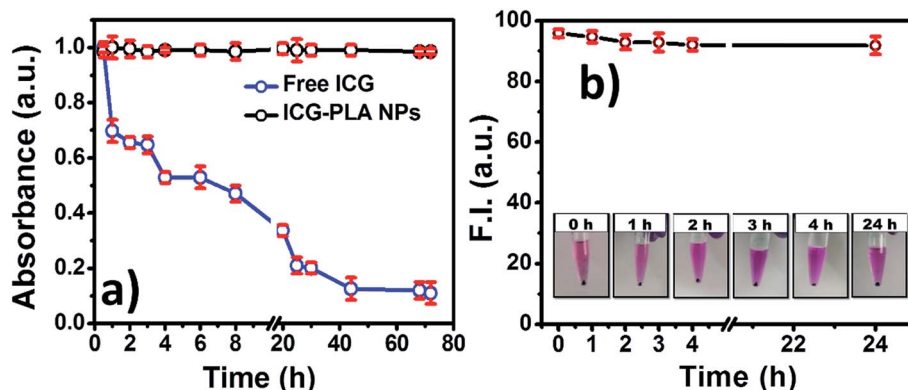 a)
Absorbance (a.u.)
1.0
0.8
0.6
0.4
0.2
0.0
Free ICG
ICG-PLA NPs
0 2 4 6 8 20 40 60 80
Time (h)
b)
F.I. (a.u.)
100
80
60
40
20
0
0 h 1 h 2 h 3 h 4 h 24 h
0 1 2 3 4 22 24
Time (h)